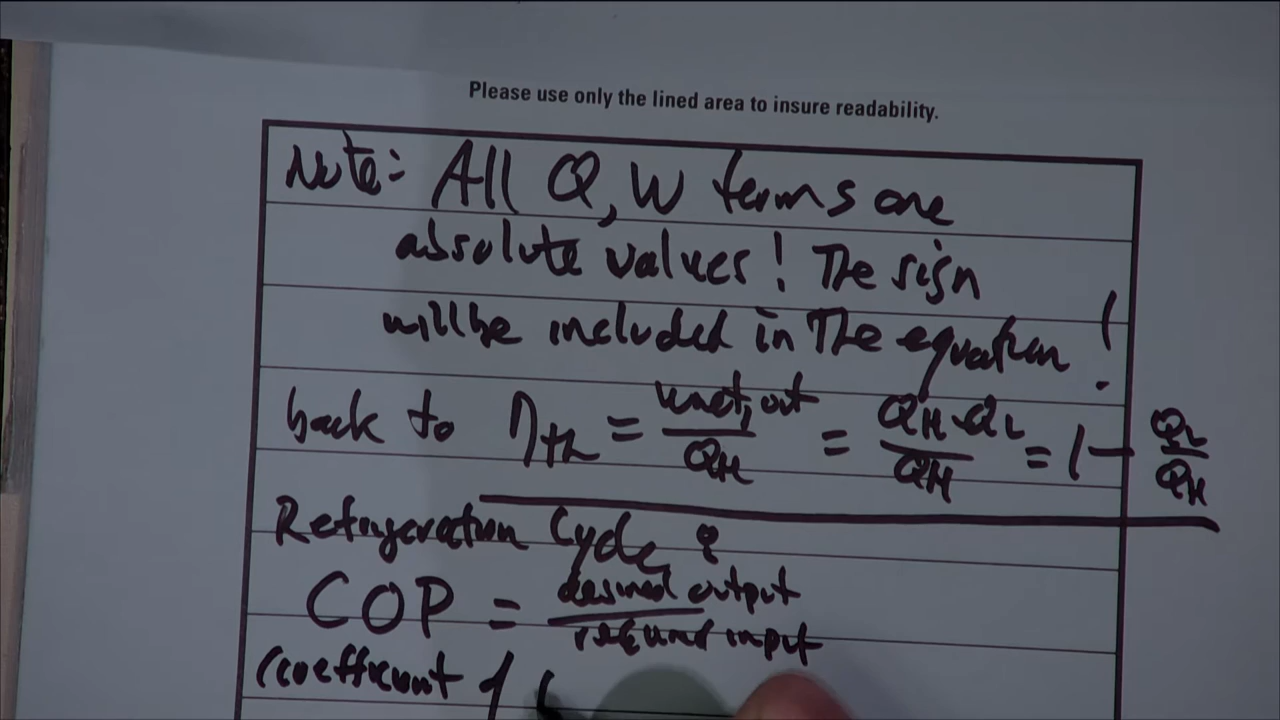 Please use only the lined area to insure readability.
Note: All Q, W terms are
absolute values! The sign
will be included in The equation!
back to ηth = Wnet, out / QH = QH - QL / QH = 1 - QL / QH
Refrigeration Cycle :
COP = desired output / required input
(coefficient of